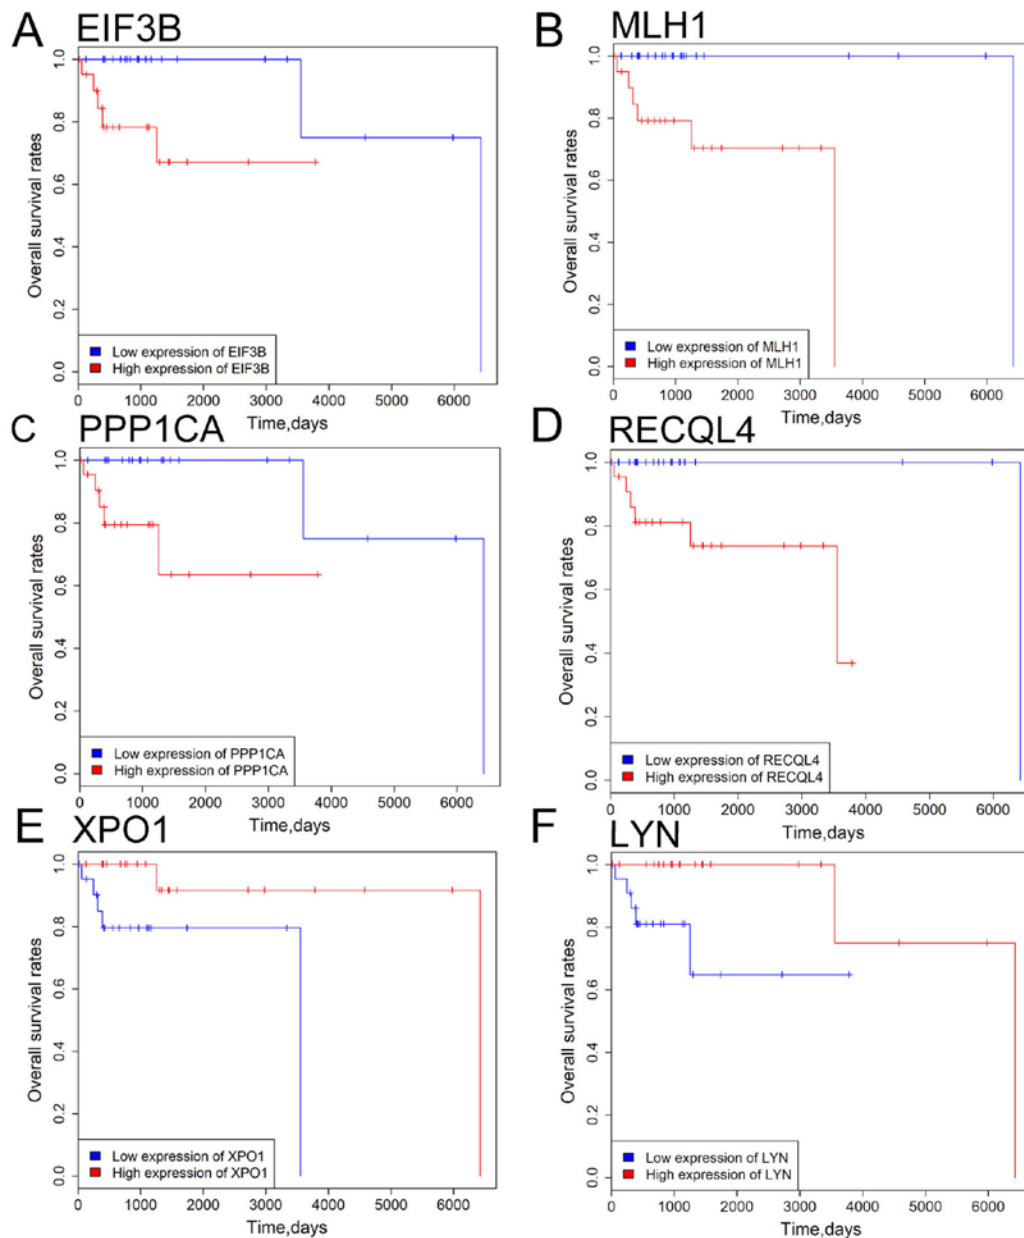 A EIF3B
Overall survival rates
1.0
0.8
0.6
0.4
0.2
0.0
Low expression of EIF3B
High expression of EIF3B
0 1000 2000 3000 4000 5000 6000
Time,days
B MLH1
Overall survival rates
1.0
0.8
0.6
0.4
0.2
0.0
Low expression of MLH1
High expression of MLH1
0 1000 2000 3000 4000 5000 6000
Time,days
C PPP1CA
Overall survival rates
1.0
0.8
0.6
0.4
0.2
0.0
Low expression of PPP1CA
High expression of PPP1CA
0 1000 2000 3000 4000 5000 6000
Time,days
D RECQL4
Overall survival rates
1.0
0.8
0.6
0.4
0.2
0.0
Low expression of RECQL4
High expression of RECQL4
0 1000 2000 3000 4000 5000 6000
Time,days
E XPO1
Overall survival rates
1.0
0.8
0.6
0.4
0.2
0.0
Low expression of XPO1
High expression of XPO1
0 1000 2000 3000 4000 5000 6000
Time,days
F LYN
Overall survival rates
1.0
0.8
0.6
0.4
0.2
0.0
Low expression of LYN
High expression of LYN
0 1000 2000 3000 4000 5000 6000
Time,days